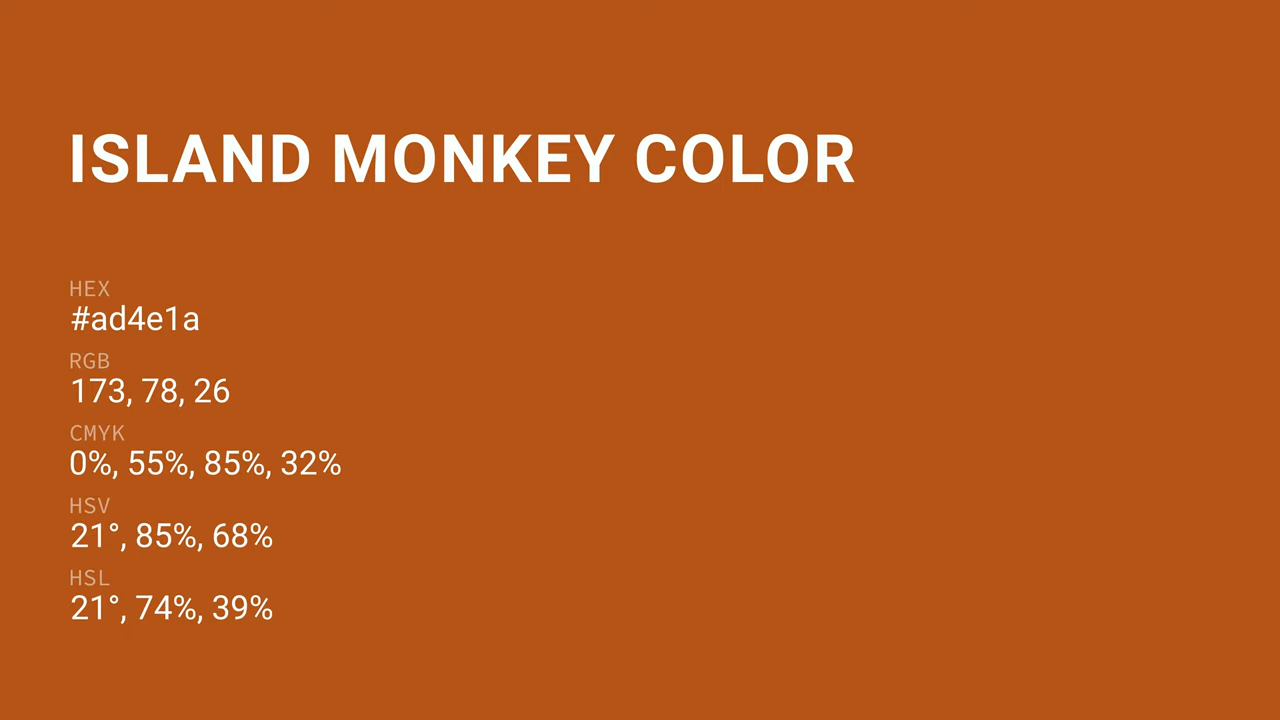 ISLAND MONKEY COLOR
HEX
#ad4e1a
RGB
173, 78, 26
CMYK
0%, 55%, 85%, 32%
HSV
21°, 85%, 68%
HSL
21°, 74%, 39%